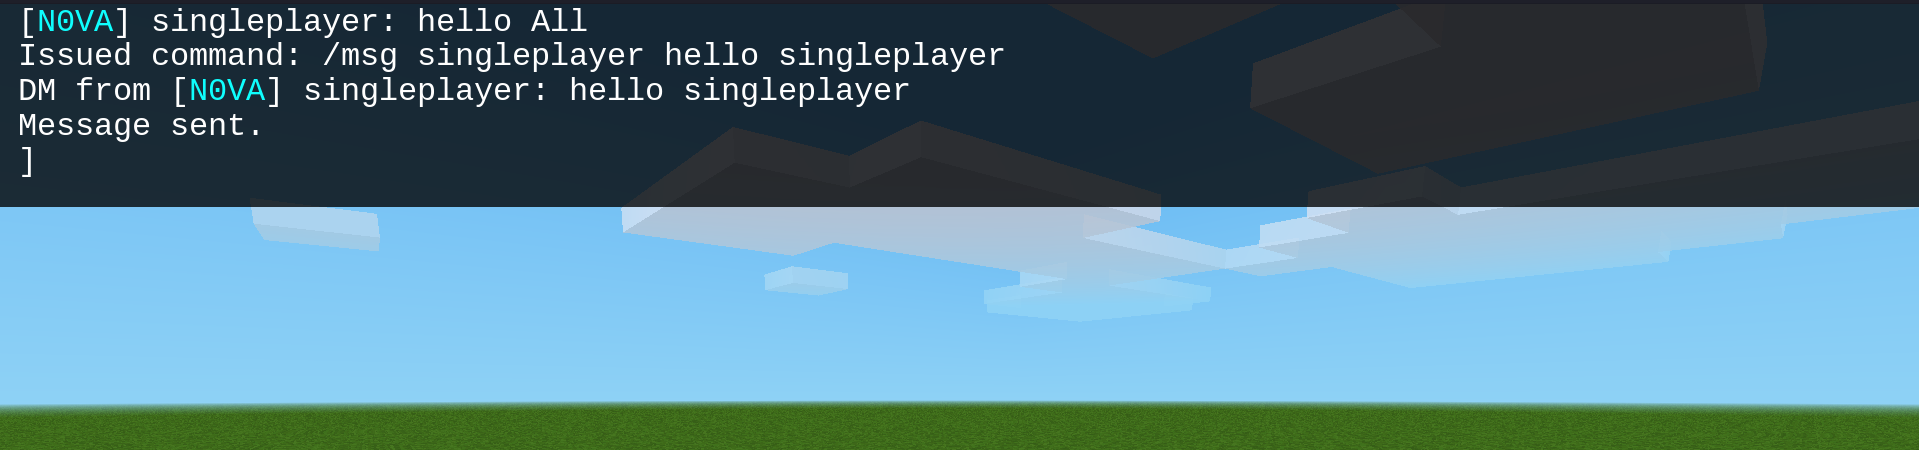 [N0VA] singleplayer: hello All
Issued command: /msg singleplayer hello singleplayer
DM from [N0VA] singleplayer: hello singleplayer
Message sent.
]